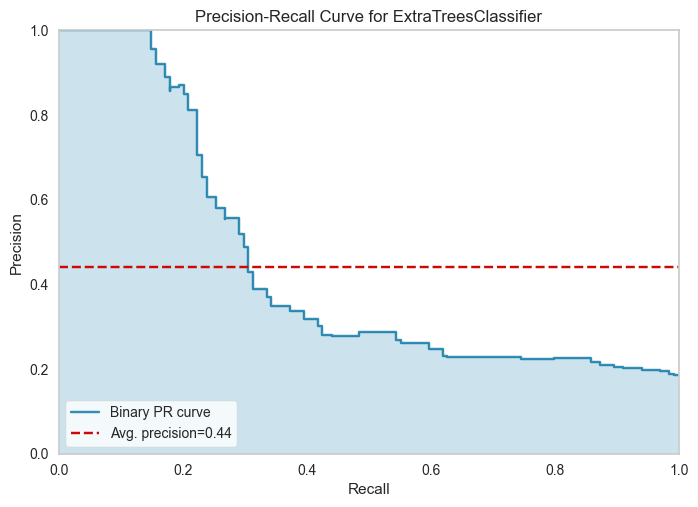 Precision-Recall Curve for ExtraTreesClassifier
1.0
0.8
0.6
0.4
0.2
0.0
Precision
Binary PR curve
Avg. precision=0.44
0.0 0.2 0.4 0.6 0.8 1.0
Recall